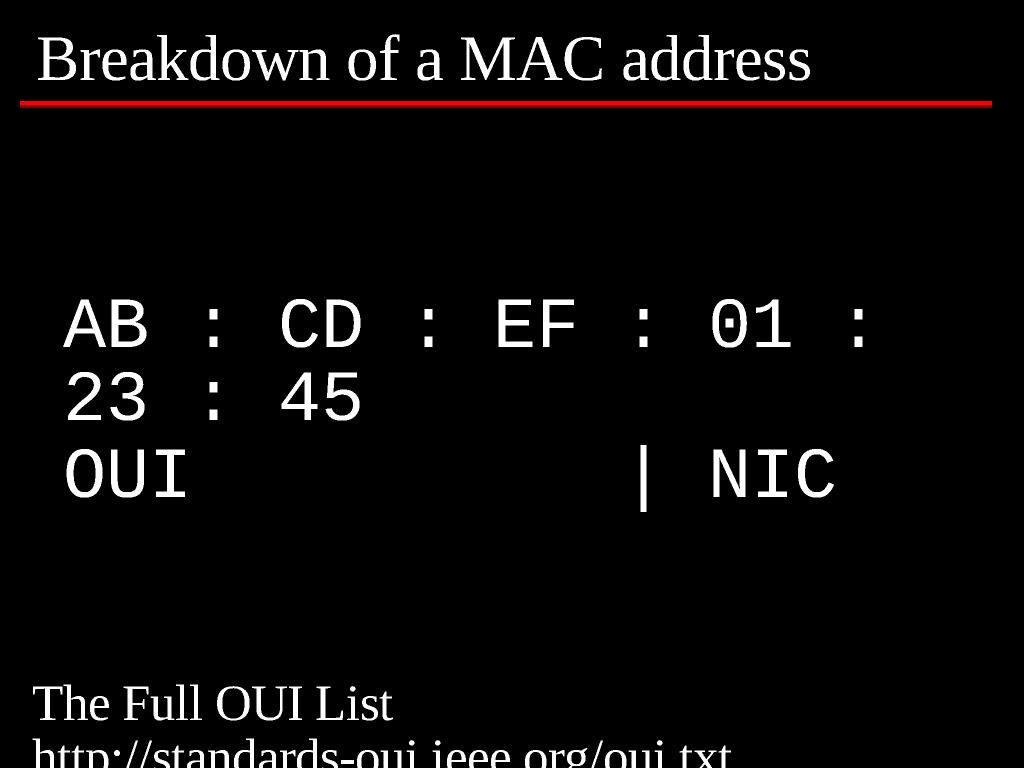 Breakdown of a MAC address
AB : CD : EF : 01 :
23 : 45
OUI | NIC
The Full OUI List
http://standards-oui.ieee.org/oui.txt